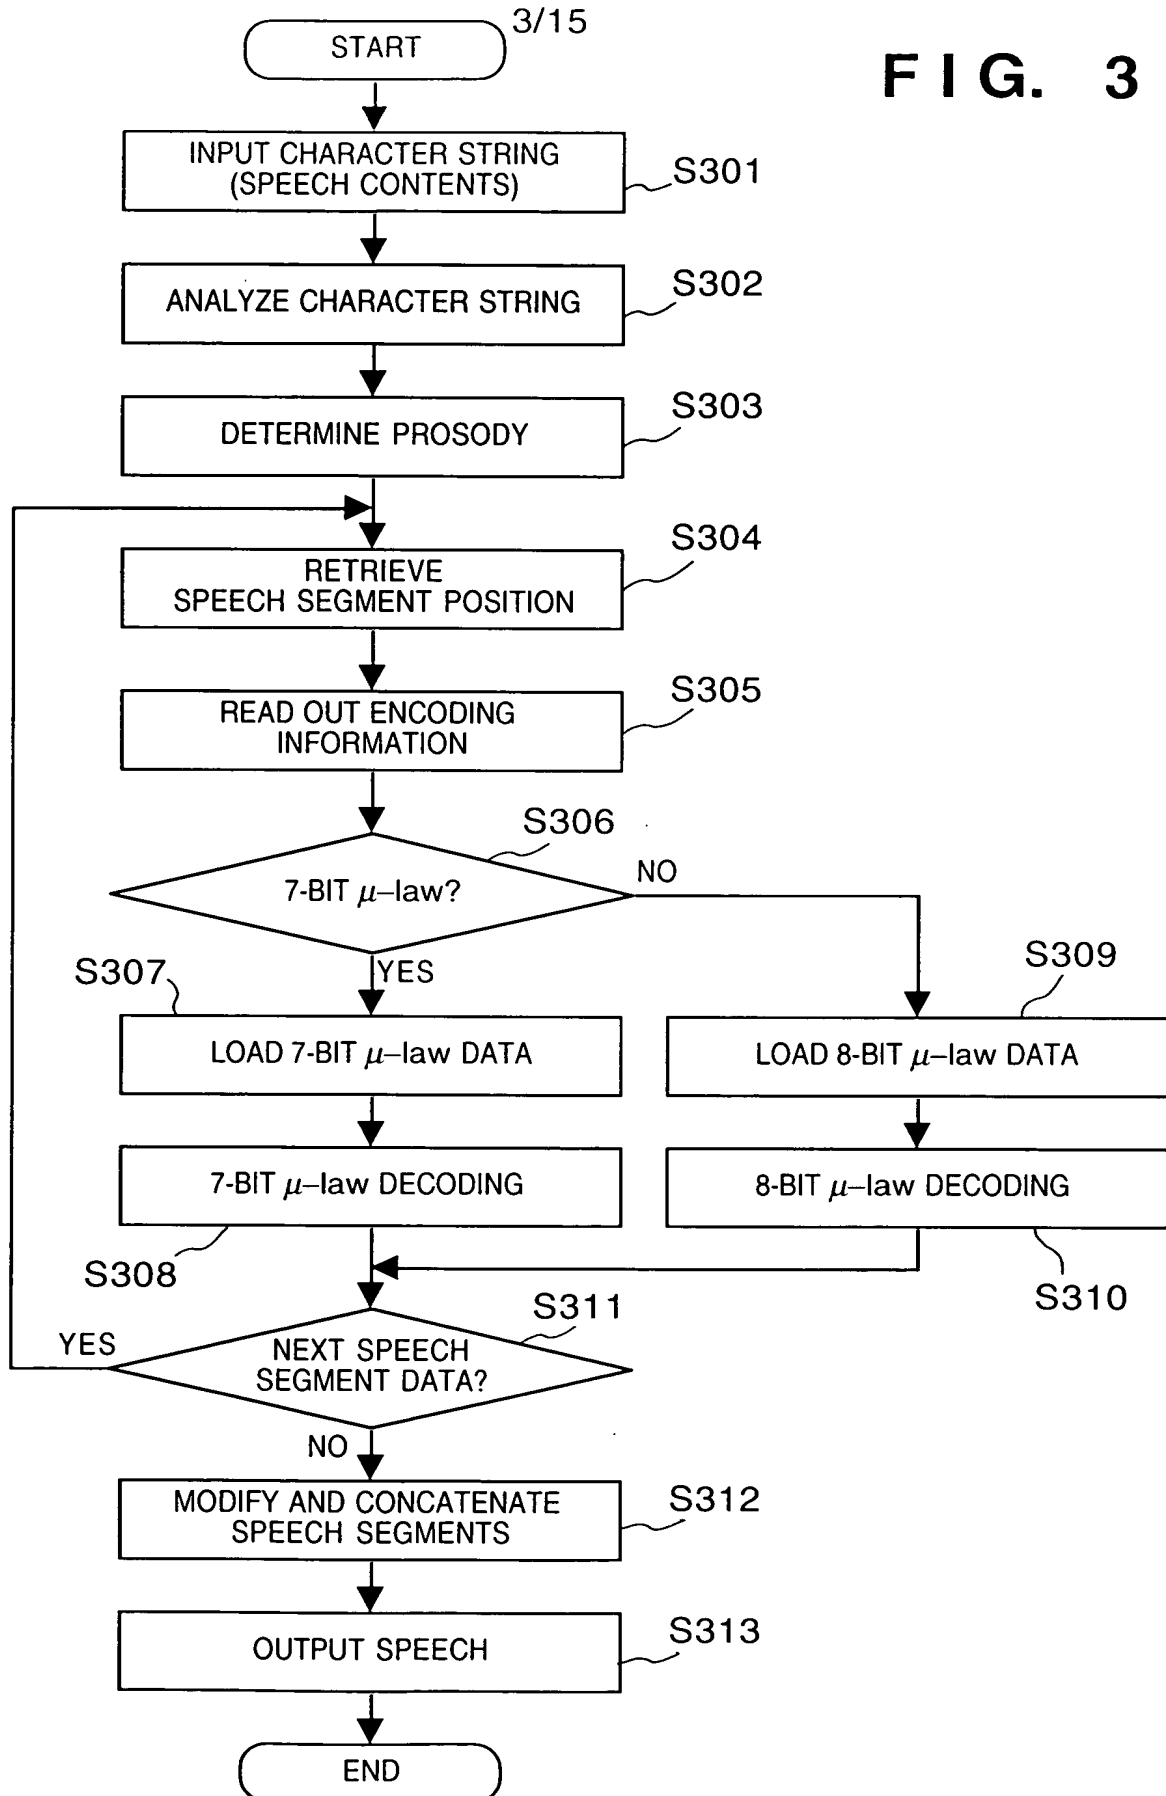 3/15
START
FIG. 3
INPUT CHARACTER STRING
(SPEECH CONTENTS)
S301
ANALYZE CHARACTER STRING
S302
DETERMINE PROSODY
S303
RETRIEVE
SPEECH SEGMENT POSITION
S304
READ OUT ENCODING
INFORMATION
S305
S306
7-BIT μ–law?
NO
YES
S307
LOAD 7-BIT μ–law DATA
S309
LOAD 8-BIT μ–law DATA
7-BIT μ–law DECODING
S308
8-BIT μ–law DECODING
S310
S311
NEXT SPEECH
SEGMENT DATA?
YES
NO
MODIFY AND CONCATENATE
SPEECH SEGMENTS
S312
OUTPUT SPEECH
S313
END